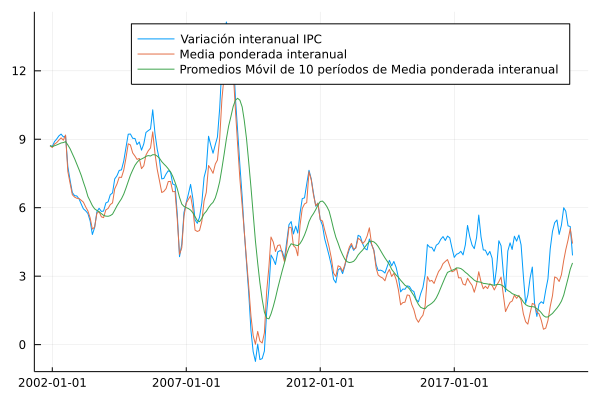 Variación interanual IPC
Media ponderada interanual
Promedios Móvil de 10 períodos de Media ponderada interanual
12
9
6
3
0
2002-01-01 2007-01-01 2012-01-01 2017-01-01